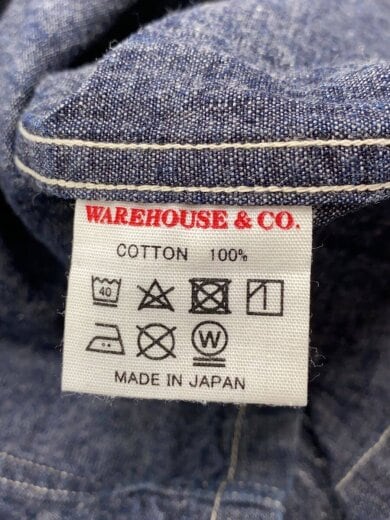 WAREHOUSE & CO.
COTTON 100%
40
W
MADE IN JAPAN